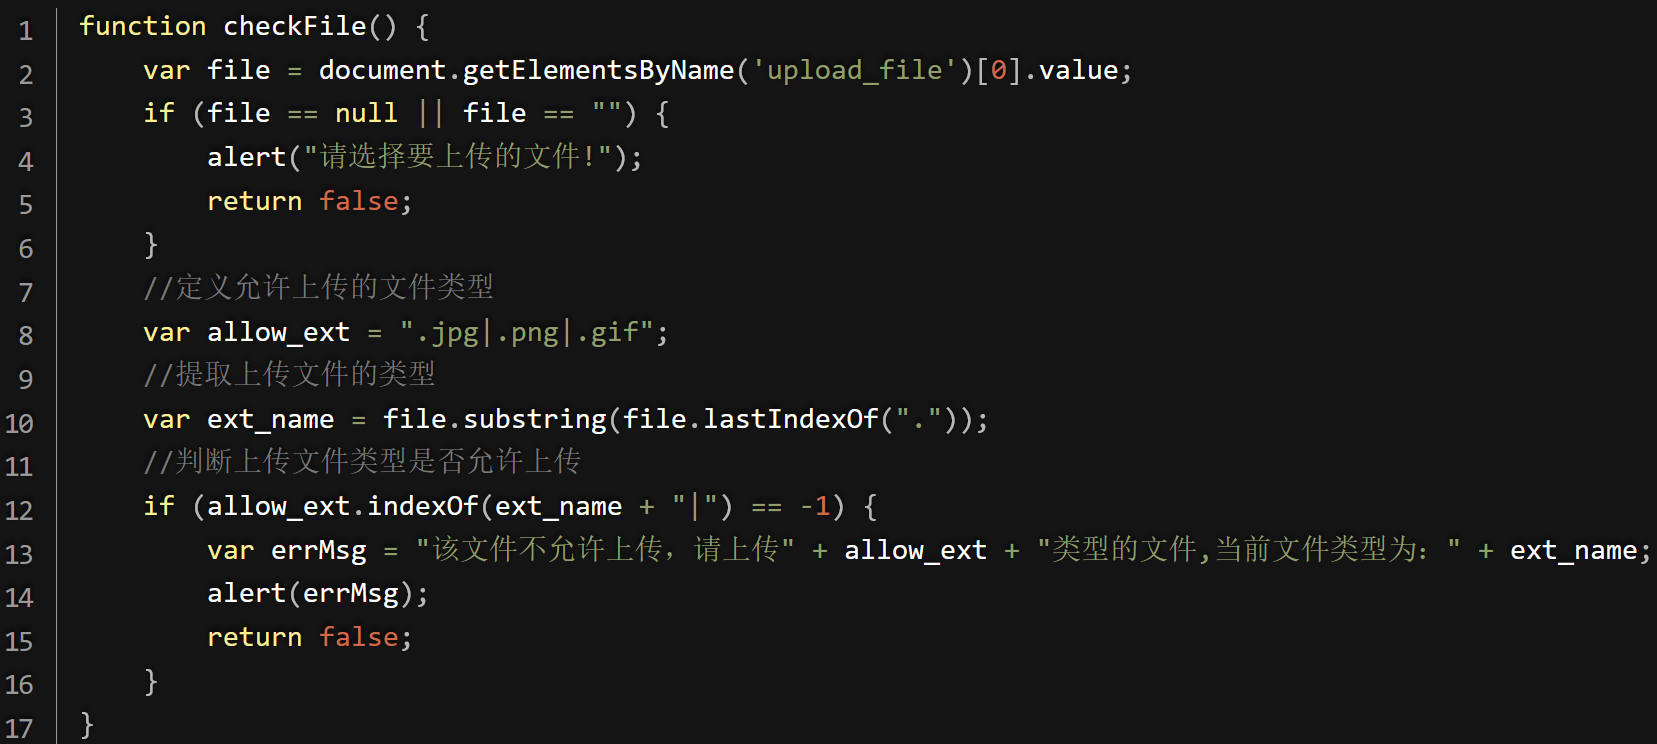 1 function checkFile() {
2 var file = document.getElementsByName('upload_file')[0].value;
3 if (file == null || file == "") {
4 alert("请选择要上传的文件!");
5 return false;
6 }
7 //定义允许上传的文件类型
8 var allow_ext = ".jpg|.png|.gif";
9 //提取上传文件的类型
10 var ext_name = file.substring(file.lastIndexOf("."));
11 //判断上传文件类型是否允许上传
12 if (allow_ext.indexOf(ext_name + "|") == -1) {
13 var errMsg = "该文件不允许上传，请上传" + allow_ext + "类型的文件,当前文件类型为：" + ext_name;
14 alert(errMsg);
15 return false;
16 }
17 }